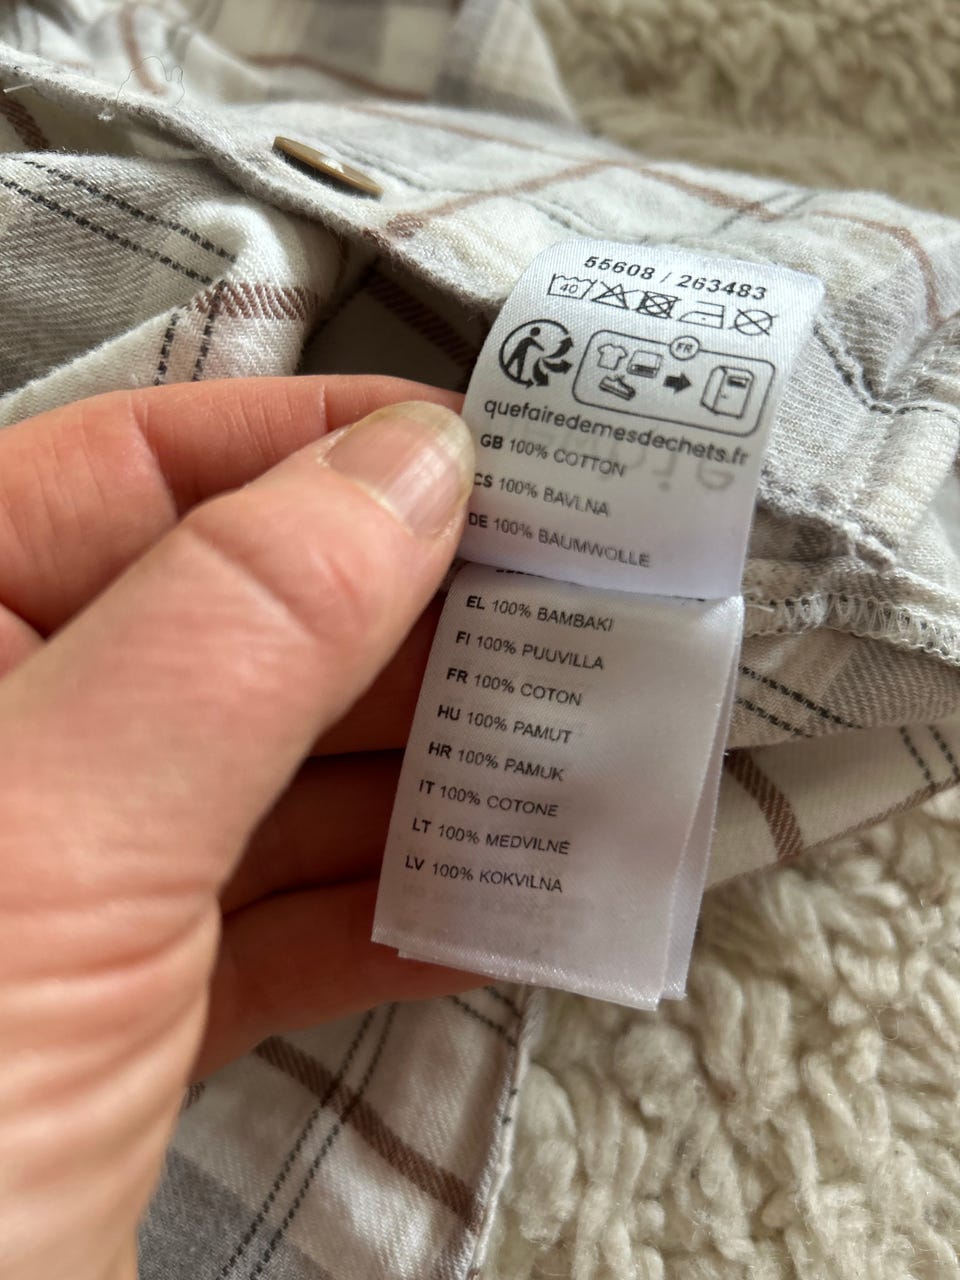 55608 / 263483
40
FR
quefairedemesdechets.fr
GB 100% COTTON
CS 100% BAVLNA
DE 100% BAUMWOLLE
EL 100% BAMBAKI
FI 100% PUUVILLA
FR 100% COTON
HU 100% PAMUT
HR 100% PAMUK
IT 100% COTONE
LT 100% MEDVILNĖ
LV 100% KOKVILNA